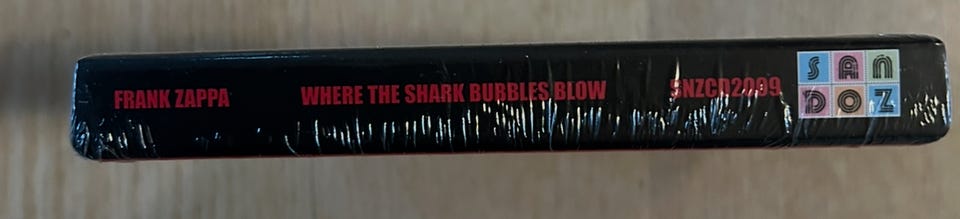 FRANK ZAPPA WHERE THE SHARK BUBBLES BLOW SNZCD2009
SAN
DOZ